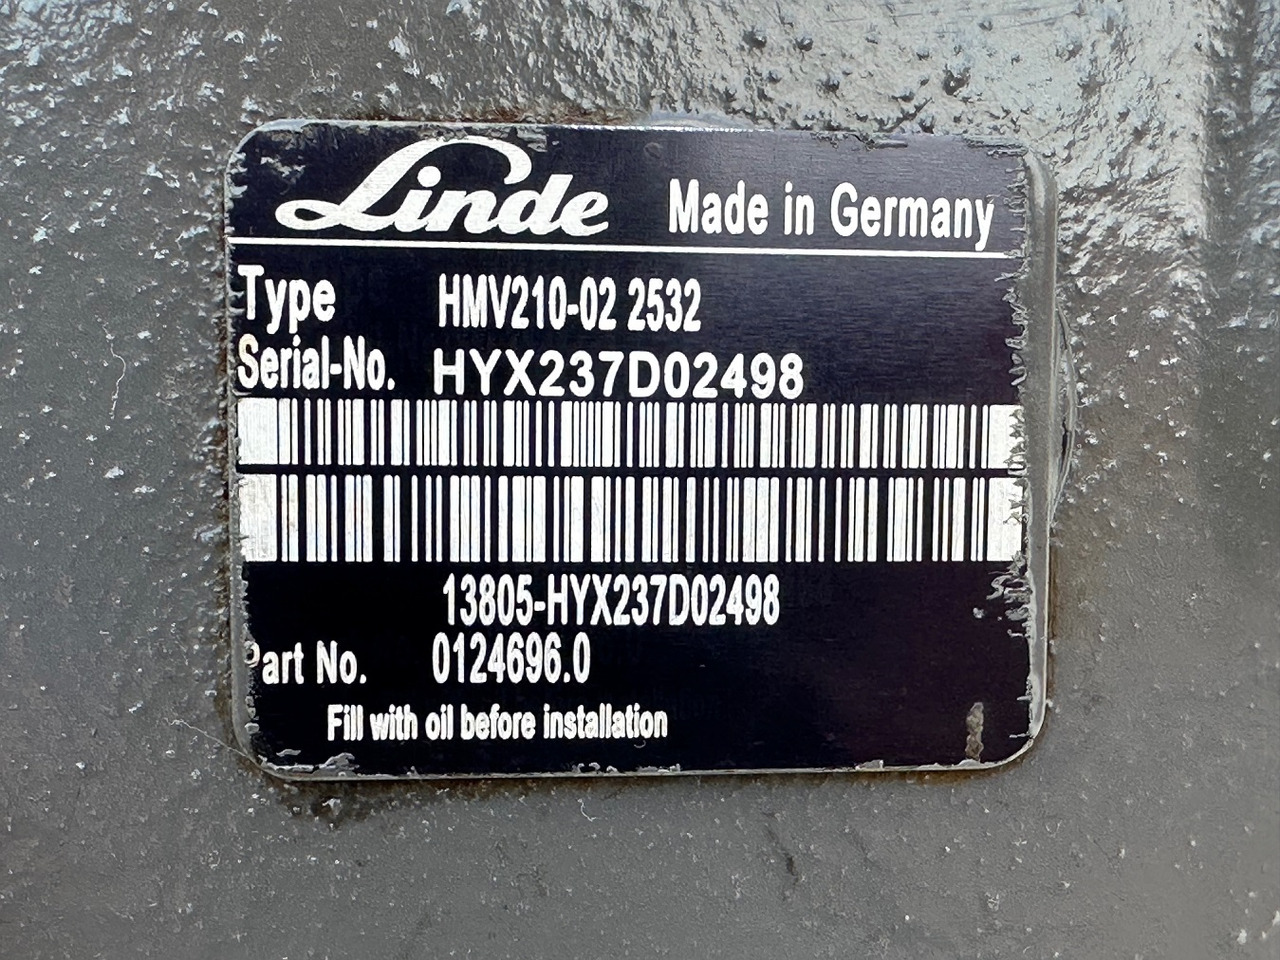 Linde Made in Germany
Type HMV210-02 2532
Serial-No. HYX237D02498
13805-HYX237D02498
Part No. 0124696.0
Fill with oil before installation